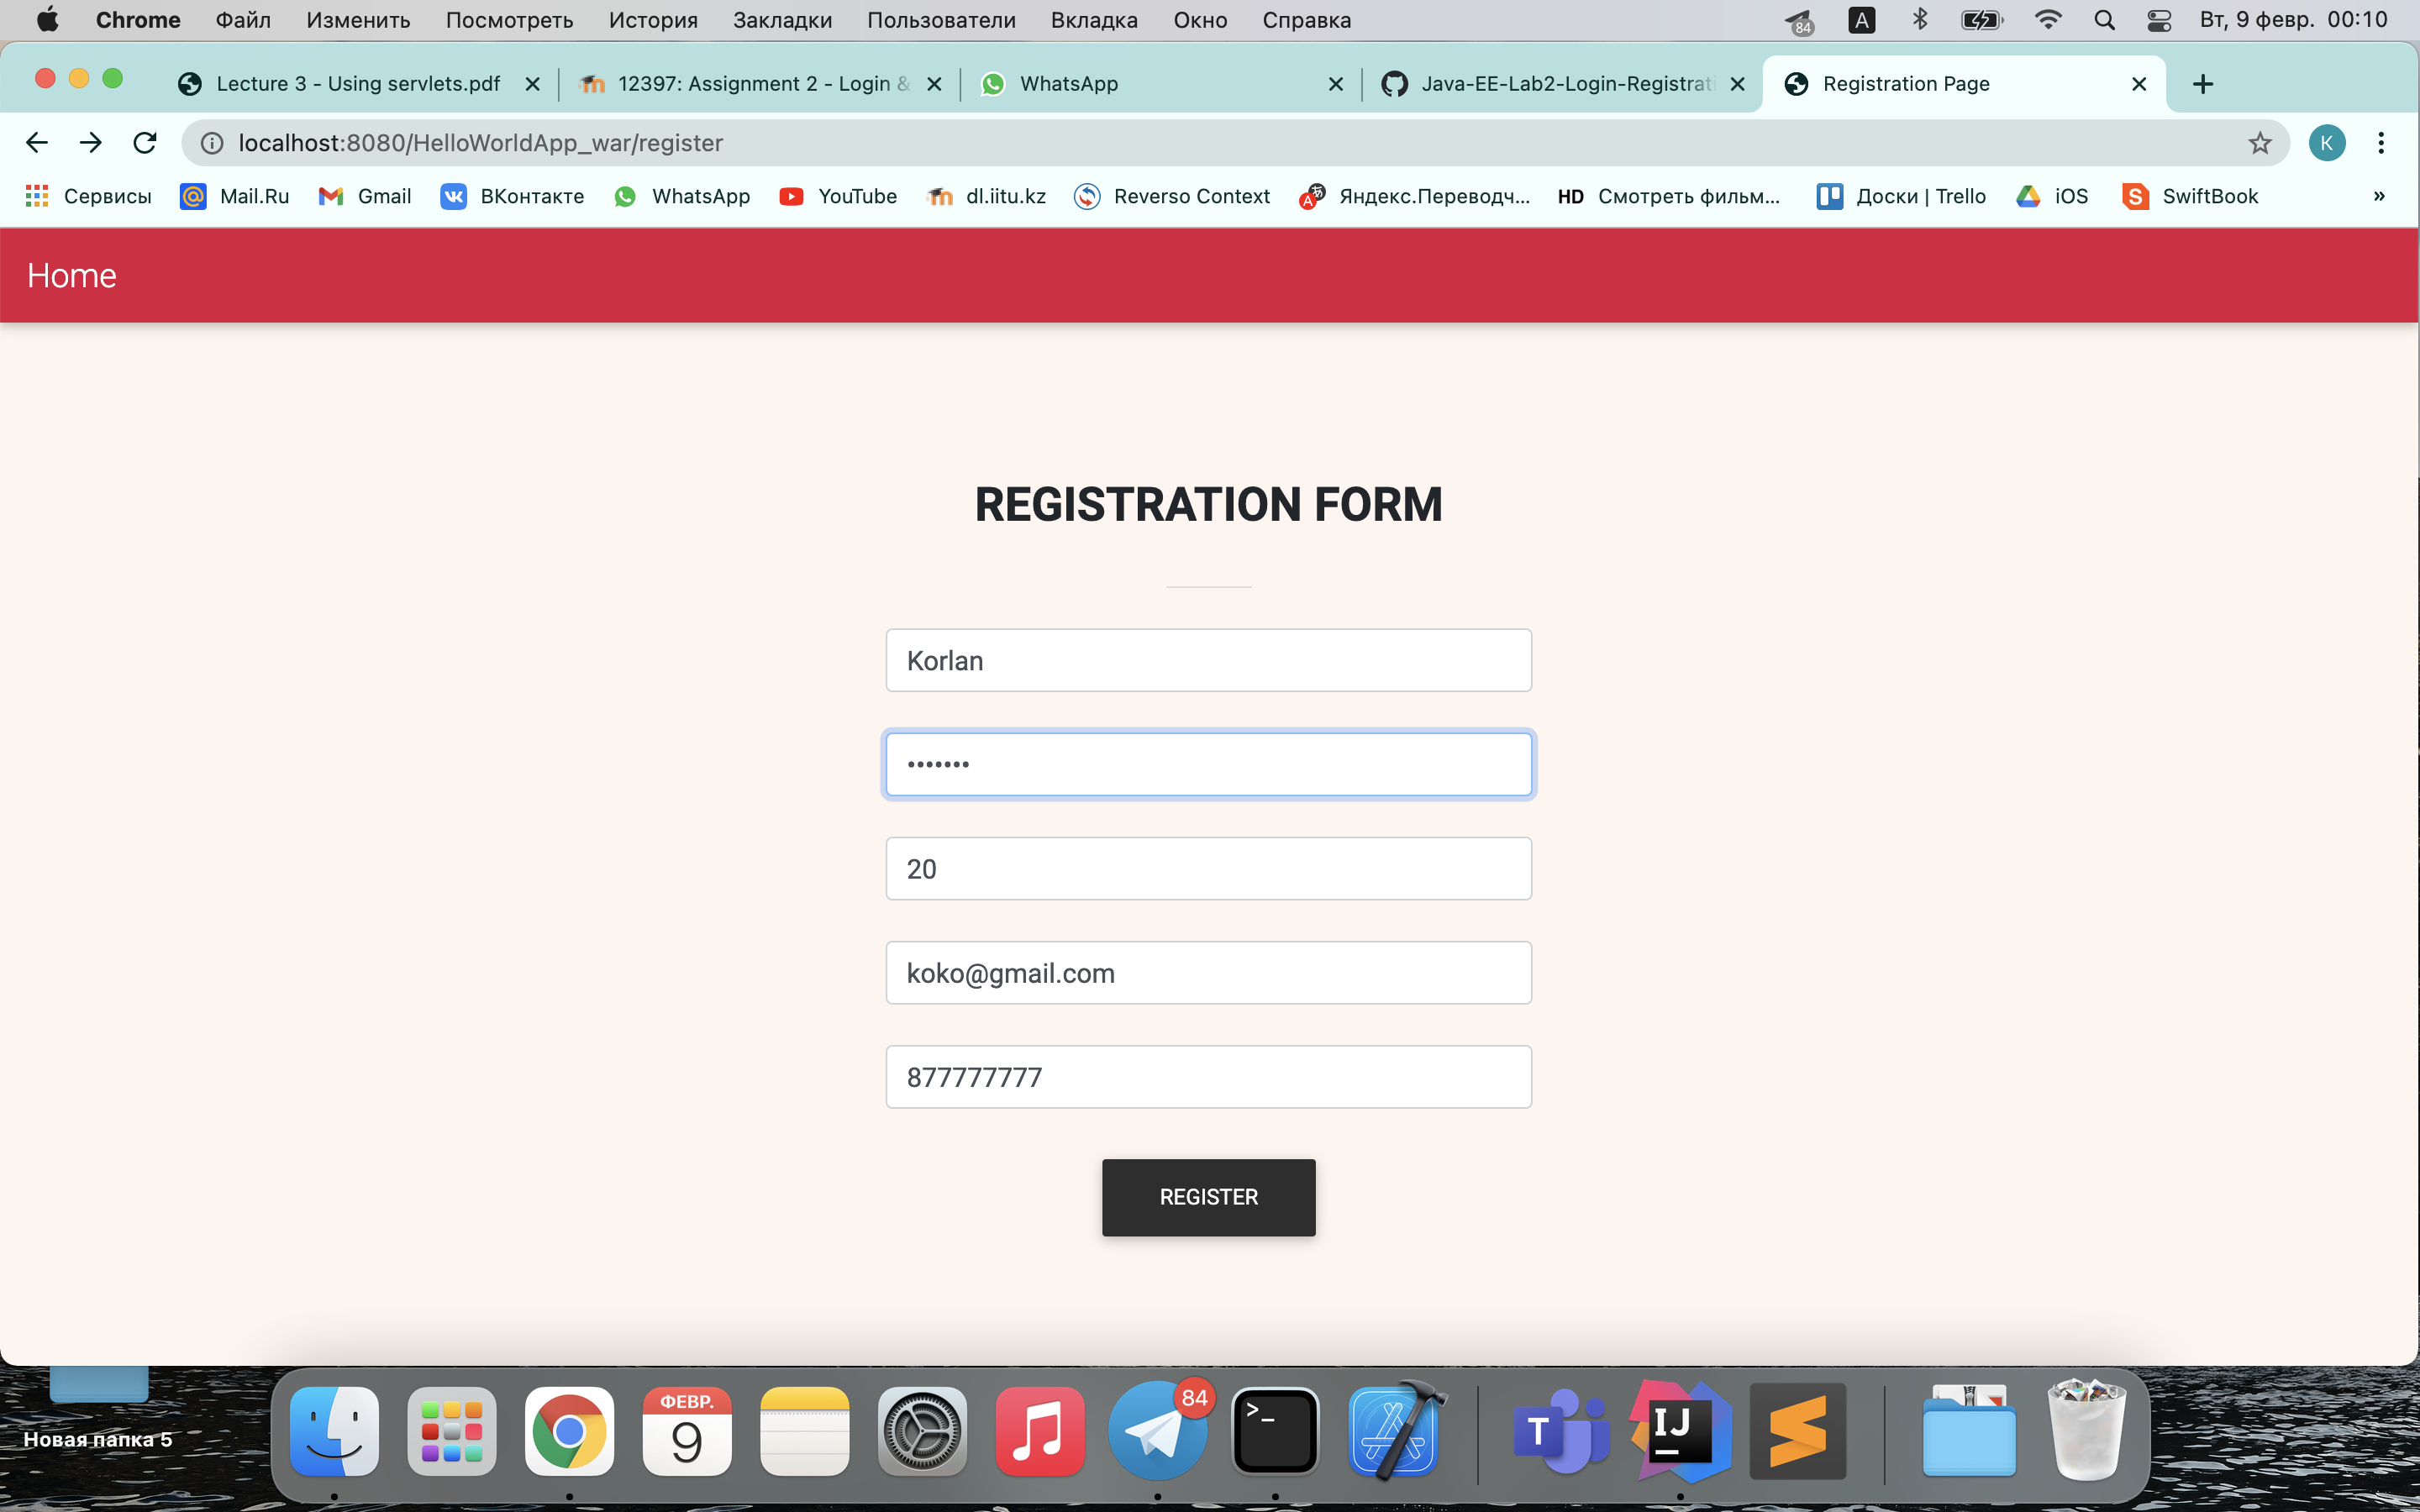 Chrome Файл Изменить Посмотреть История Закладки Пользователи Вкладка Окно Справка 84 A Вт, 9 февр. 00:10
Lecture 3 - Using servlets.pdf 12397: Assignment 2 - Login & WhatsApp Java-EE-Lab2-Login-Registrati Registration Page
localhost:8080/HelloWorldApp_war/register K
Сервисы Mail.Ru Gmail ВКонтакте WhatsApp YouTube dl.iitu.kz Reverso Context Яндекс.Переводч... HD Смотреть фильм... Доски | Trello iOS SwiftBook »
Home
REGISTRATION FORM
Korlan
•••••••
20
koko@gmail.com
877777777
REGISTER
Новая папка 5
ФЕВР.
9
84
>_
T
IJ